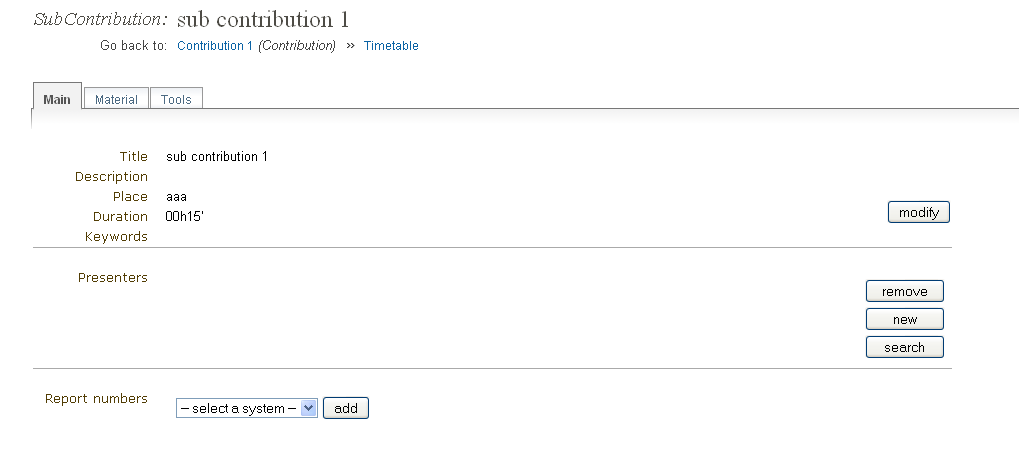 SubContribution: sub contribution 1
Go back to: Contribution 1 (Contribution) » Timetable
Main Material Tools
Title sub contribution 1
Description
Place aaa
Duration 00h15'
modify
Keywords
Presenters
remove
new
search
Report numbers
-- select a system -- add